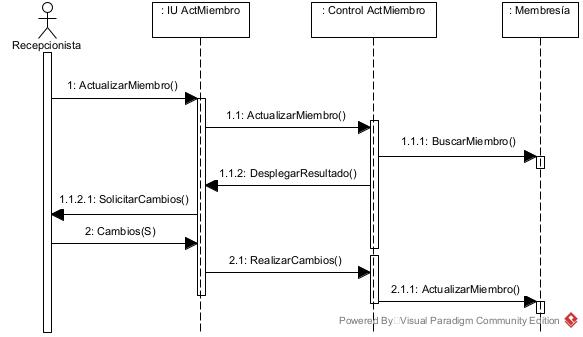 : IU ActMiembro
: Control ActMiembro
: Membresía
Recepcionista
1: ActualizarMiembro()
1.1: ActualizarMiembro()
1.1.1: BuscarMiembro()
1.1.2: DesplegarResultado()
1.1.2.1: SolicitarCambios()
2: Cambios(S)
2.1: RealizarCambios()
2.1.1: ActualizarMiembro()
Powered By Visual Paradigm Community Edition